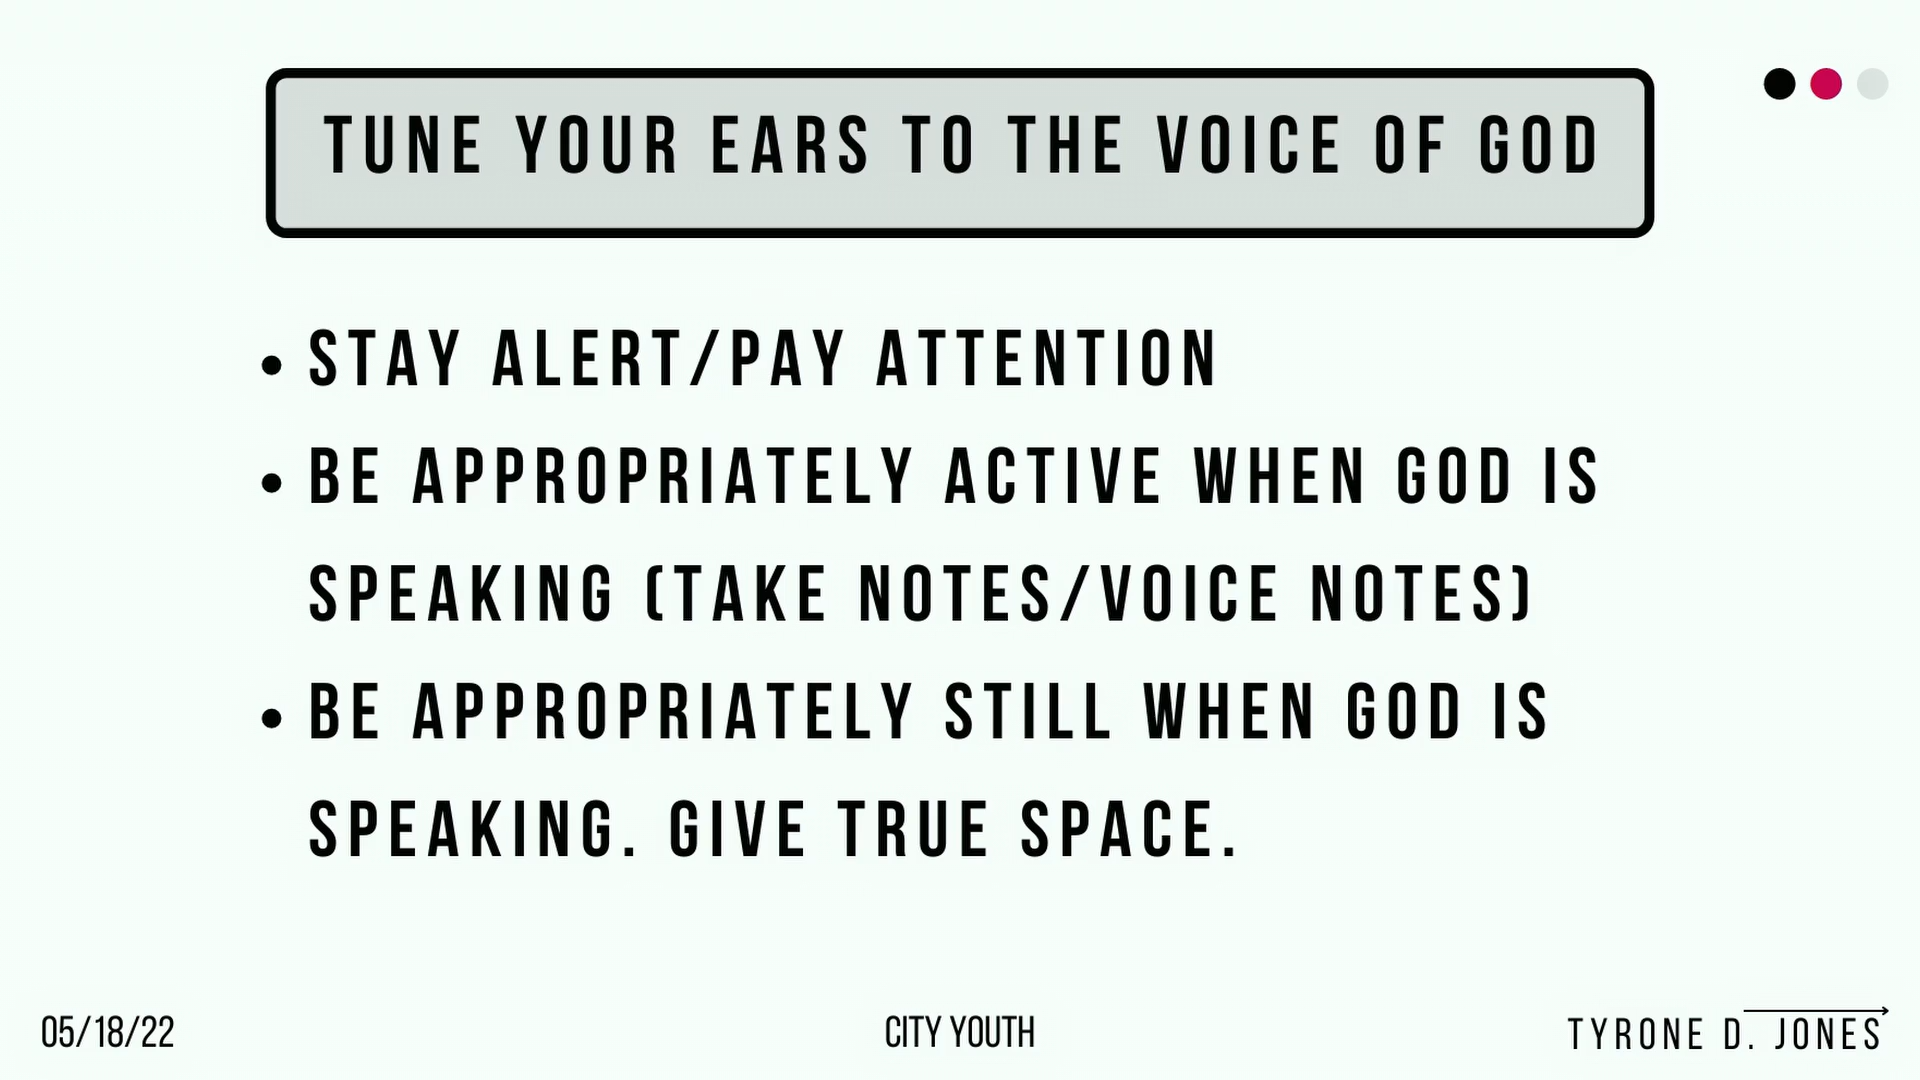 TUNE YOUR EARS TO THE VOICE OF GOD
• STAY ALERT/PAY ATTENTION
• BE APPROPRIATELY ACTIVE WHEN GOD IS
SPEAKING (TAKE NOTES/VOICE NOTES)
• BE APPROPRIATELY STILL WHEN GOD IS
SPEAKING. GIVE TRUE SPACE.
05/18/22
CITY YOUTH
TYRONE D. JONES